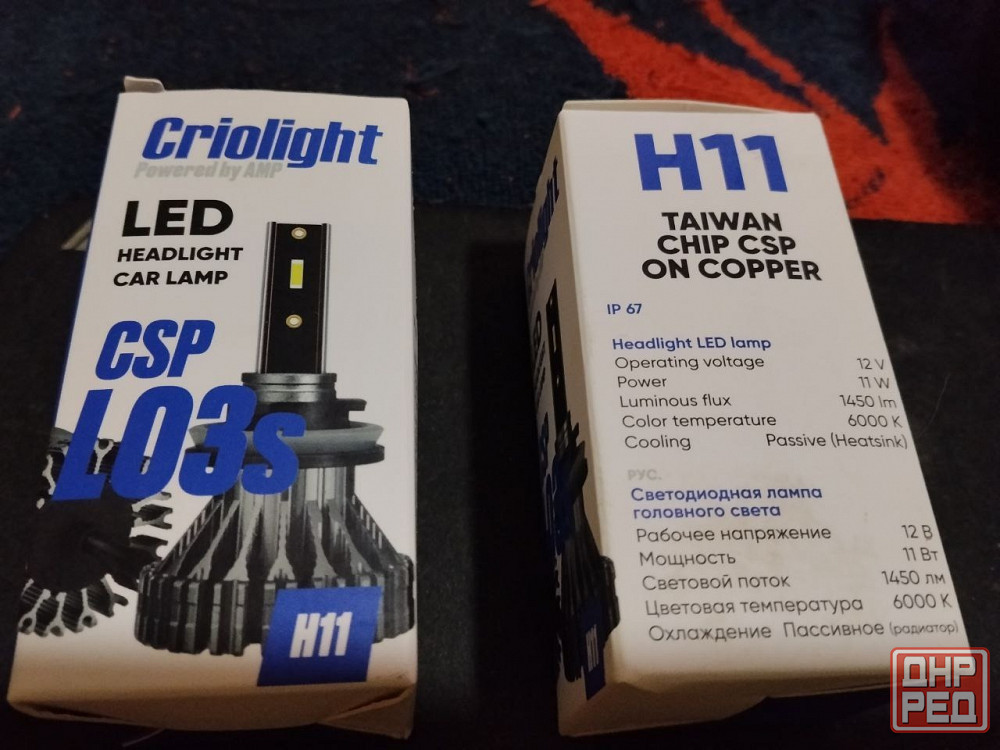 Criolight
Powered by AMP
LED
HEADLIGHT
CAR LAMP
CSP
L03s
H11
H11
TAIWAN
CHIP CSP
ON COPPER
IP 67
Headlight LED lamp
Operating voltage 12 V
Power 11 W
Luminous flux 1450 lm
Color temperature 6000 K
Cooling Passive (Heatsink)
РУС.
Светодиодная лампа
головного света
Рабочее напряжение 12 В
Мощность 11 Вт
Световой поток 1450 лм
Цветовая температура 6000 К
Охлаждение Пассивное (радиатор)
H11
ДНР
РЕД